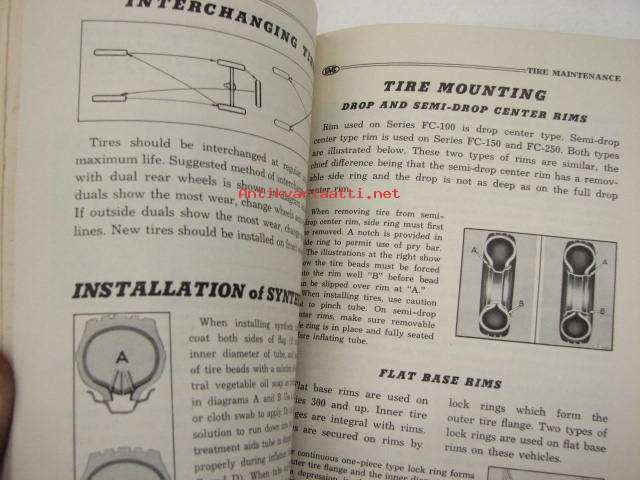 INTERCHANGING
Tires should be interchanged at
maximum life. Suggested method of
with dual rear wheels is shown
duals show the most wear, change wheels
If outside duals show the most wear,
lines. New tires should be installed on
INSTALLATION of
A
When installing
coat both sides of flap
inner diameter of tube,
of tire beads with a solution
tral vegetable oil soap
in diagrams A and B.
or cloth swab to apply.
solution to run down
treatment aids tube
properly during inflation
and D). When tube
GMC
TIRE MAINTENANCE
TIRE MOUNTING
DROP AND SEMI-DROP CENTER RIMS
Rim used on Series FC-100 is drop center type. Semi-drop
center type rim is used on Series FC-150 and FC-250. Both types
are illustrated below. These two types of rims are similar, the
chief difference being that the semi-drop center rim has a remov-
able side ring and the drop is not as deep as on the full drop
center rim.
Antikvariaatti.net
When removing tire from semi-
drop center rim, side ring must first
be removed. A notch is provided in
side ring to permit use of pry bar.
The illustrations at the right show
how the tire beads must be forced
into the rim well "B" before bead
can be slipped over rim at "A."
When installing tires, use caution
to pinch tube. On semi-drop
rims, make sure removable
ring is in place and fully seated
before inflating tube.
A
B
A
B
FLAT BASE RIMS
Flat base rims are used on
300 and up. Inner tire
are integral with rims.
are secured on rims by
lock rings which form the
outer tire flange. Two types of
lock rings are used on flat base
rims on these vehicles.
continuous one-piece type lock ring forms
outer tire flange and the inner